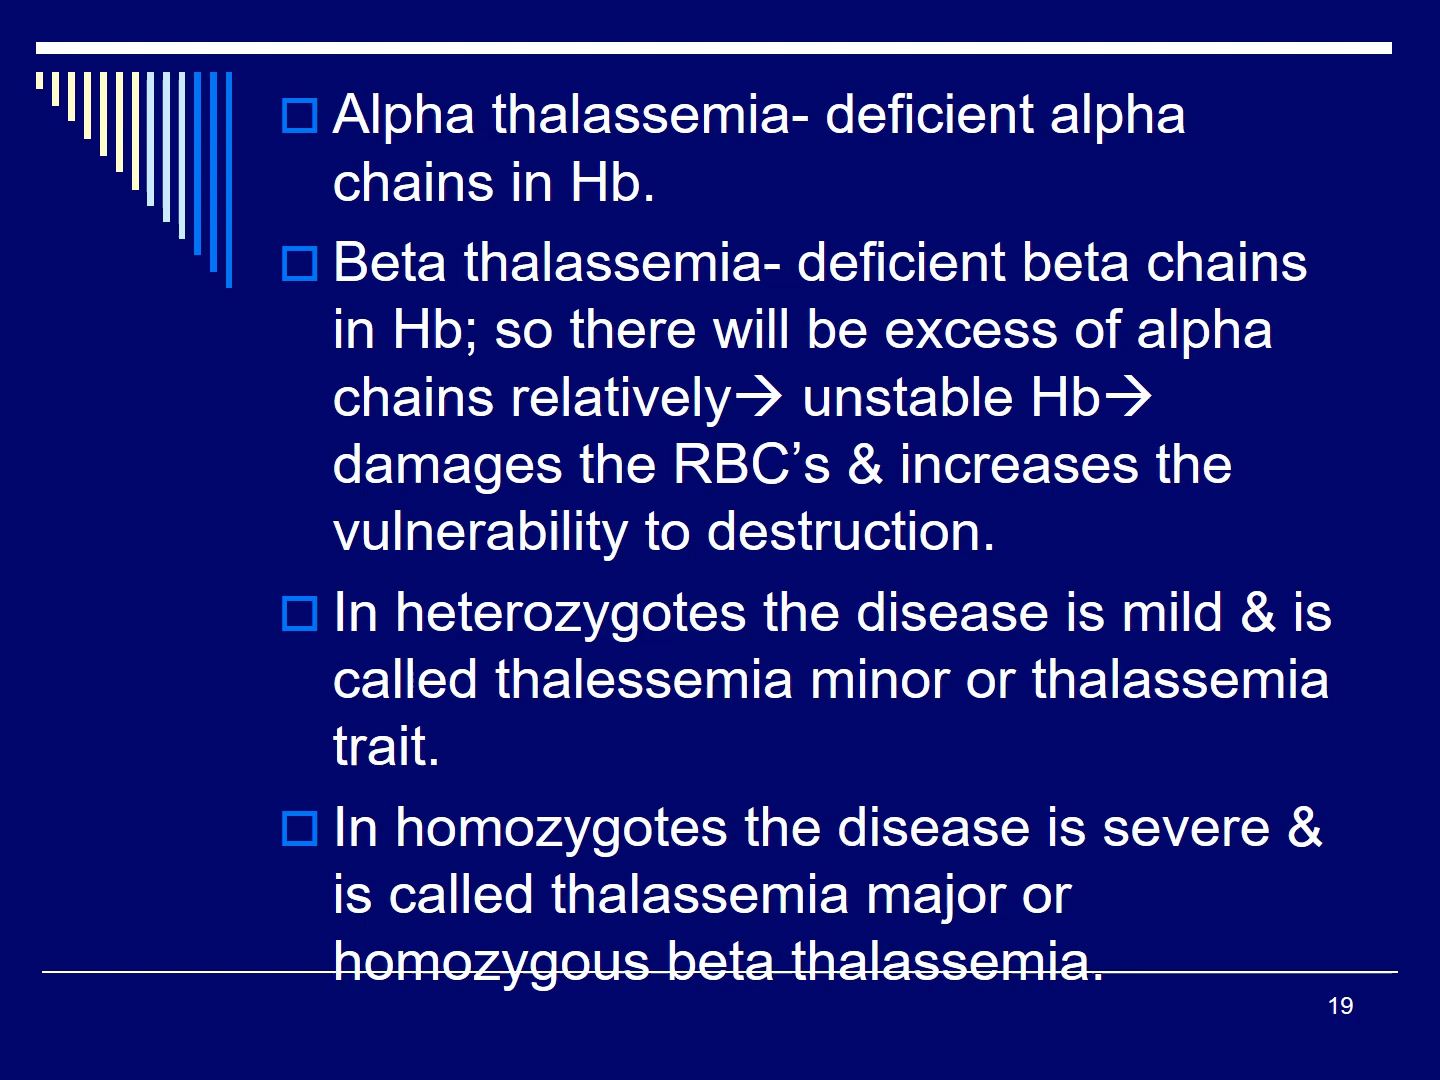 Alpha thalassemia- deficient alpha
chains in Hb.
Beta thalassemia- deficient beta chains
in Hb; so there will be excess of alpha
chains relatively→ unstable Hb→
damages the RBC’s & increases the
vulnerability to destruction.
In heterozygotes the disease is mild & is
called thalessemia minor or thalassemia
trait.
In homozygotes the disease is severe &
is called thalassemia major or
homozygous beta thalassemia.
19